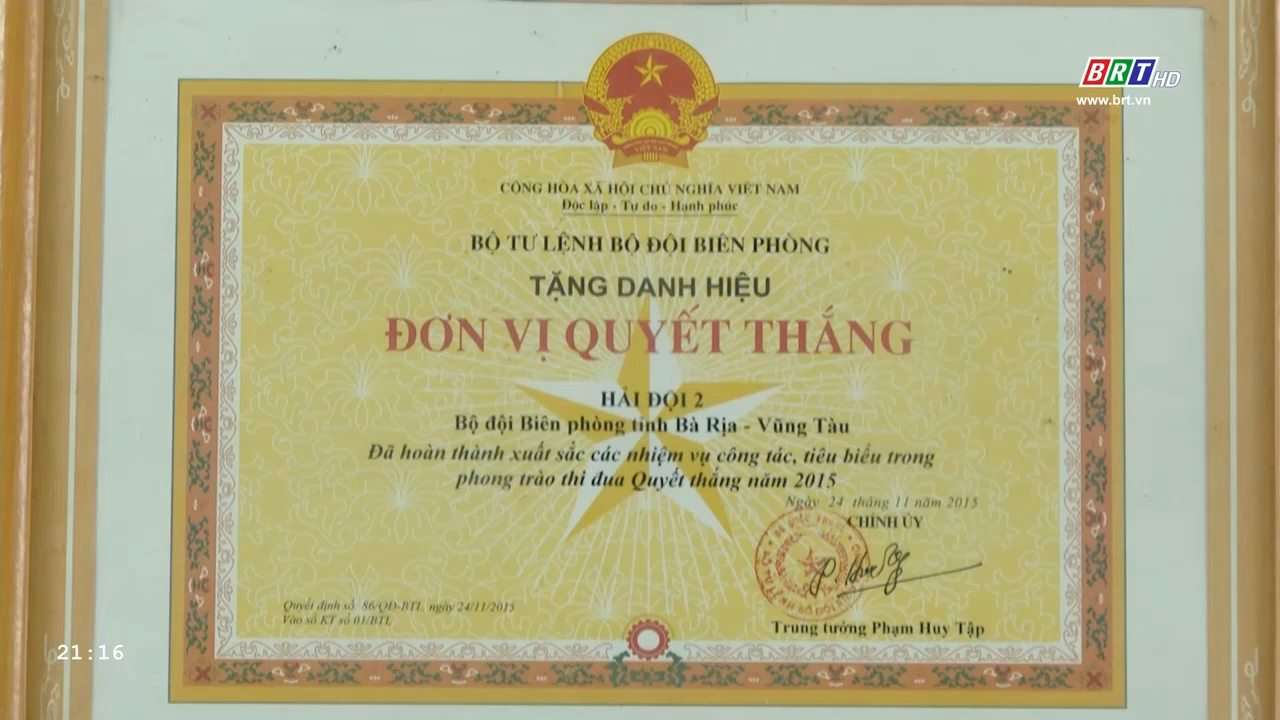 BRT HD
www.brt.vn
VIỆT NAM
CỘNG HÒA XÃ HỘI CHỦ NGHĨA VIỆT NAM
Độc lập - Tự do - Hạnh phúc
BỘ TƯ LỆNH BỘ ĐỘI BIÊN PHÒNG
TẶNG DANH HIỆU
ĐƠN VỊ QUYẾT THẮNG
HẢI ĐỘI 2
Bộ đội Biên phòng tỉnh Bà Rịa - Vũng Tàu
Đã hoàn thành xuất sắc các nhiệm vụ công tác, tiêu biểu trong
phong trào thi đua Quyết thắng năm 2015
Ngày 24 tháng 11 năm 2015
CHÍNH ỦY
Quyết định số 86/QĐ-BTL, ngày 24/11/2015
Vào số KT số 01/BTL
Trung tướng Phạm Huy Tập
21:16